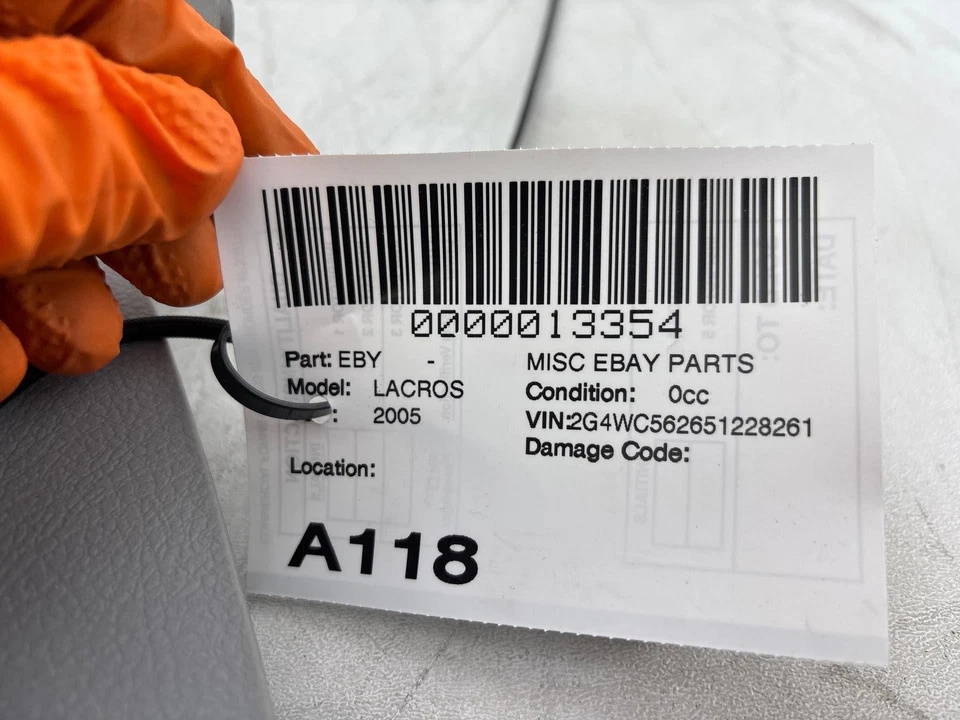 0000013354
Part: EBY - MISC EBAY PARTS
Model: LACROS Condition: 0cc
: 2005 VIN:2G4WC562651228261
Damage Code:
Location:
A118